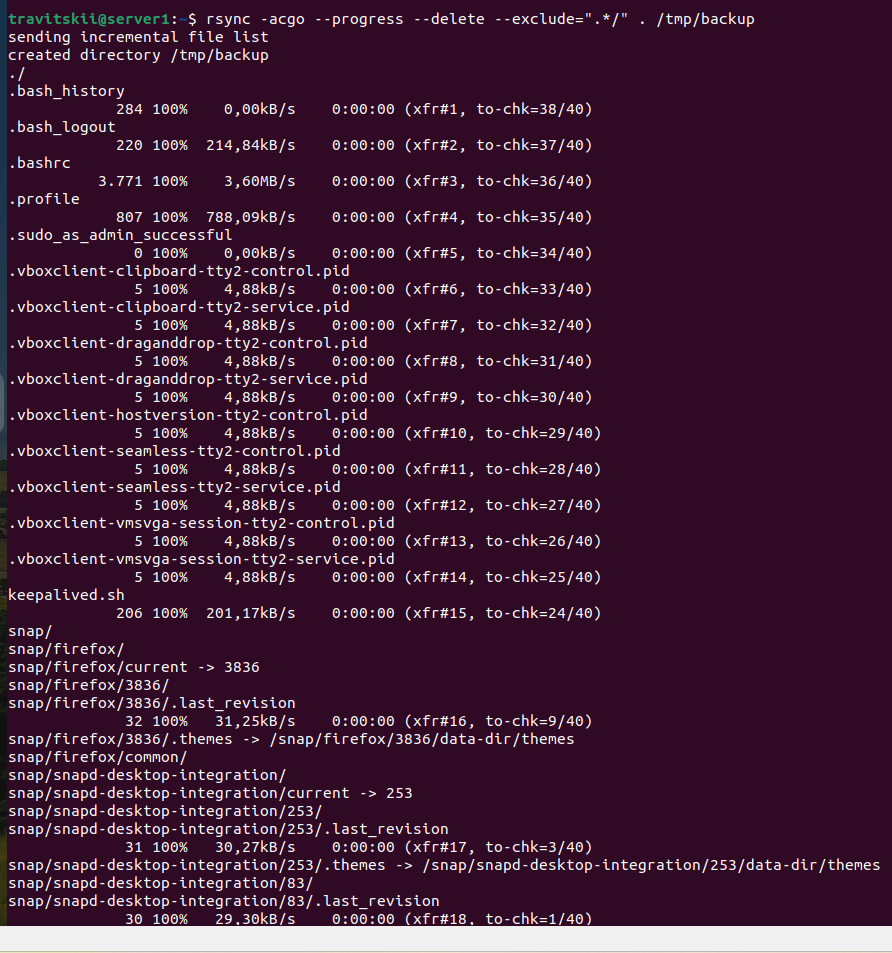 travitskii@server1:~$ rsync -acgo --progress --delete --exclude=".*/" . /tmp/backup
sending incremental file list
created directory /tmp/backup
./
.bash_history
            284 100%    0,00kB/s    0:00:00 (xfr#1, to-chk=38/40)
.bash_logout
            220 100%  214,84kB/s    0:00:00 (xfr#2, to-chk=37/40)
.bashrc
          3.771 100%    3,60MB/s    0:00:00 (xfr#3, to-chk=36/40)
.profile
            807 100%  788,09kB/s    0:00:00 (xfr#4, to-chk=35/40)
.sudo_as_admin_successful
              0 100%    0,00kB/s    0:00:00 (xfr#5, to-chk=34/40)
.vboxclient-clipboard-tty2-control.pid
              5 100%    4,88kB/s    0:00:00 (xfr#6, to-chk=33/40)
.vboxclient-clipboard-tty2-service.pid
              5 100%    4,88kB/s    0:00:00 (xfr#7, to-chk=32/40)
.vboxclient-draganddrop-tty2-control.pid
              5 100%    4,88kB/s    0:00:00 (xfr#8, to-chk=31/40)
.vboxclient-draganddrop-tty2-service.pid
              5 100%    4,88kB/s    0:00:00 (xfr#9, to-chk=30/40)
.vboxclient-hostversion-tty2-control.pid
              5 100%    4,88kB/s    0:00:00 (xfr#10, to-chk=29/40)
.vboxclient-seamless-tty2-control.pid
              5 100%    4,88kB/s    0:00:00 (xfr#11, to-chk=28/40)
.vboxclient-seamless-tty2-service.pid
              5 100%    4,88kB/s    0:00:00 (xfr#12, to-chk=27/40)
.vboxclient-vmsvga-session-tty2-control.pid
              5 100%    4,88kB/s    0:00:00 (xfr#13, to-chk=26/40)
.vboxclient-vmsvga-session-tty2-service.pid
              5 100%    4,88kB/s    0:00:00 (xfr#14, to-chk=25/40)
keepalived.sh
            206 100%  201,17kB/s    0:00:00 (xfr#15, to-chk=24/40)
snap/
snap/firefox/
snap/firefox/current -> 3836
snap/firefox/3836/
snap/firefox/3836/.last_revision
             32 100%   31,25kB/s    0:00:00 (xfr#16, to-chk=9/40)
snap/firefox/3836/.themes -> /snap/firefox/3836/data-dir/themes
snap/firefox/common/
snap/snapd-desktop-integration/
snap/snapd-desktop-integration/current -> 253
snap/snapd-desktop-integration/253/
snap/snapd-desktop-integration/253/.last_revision
             31 100%   30,27kB/s    0:00:00 (xfr#17, to-chk=3/40)
snap/snapd-desktop-integration/253/.themes -> /snap/snapd-desktop-integration/253/data-dir/themes
snap/snapd-desktop-integration/83/
snap/snapd-desktop-integration/83/.last_revision
             30 100%   29,30kB/s    0:00:00 (xfr#18, to-chk=1/40)